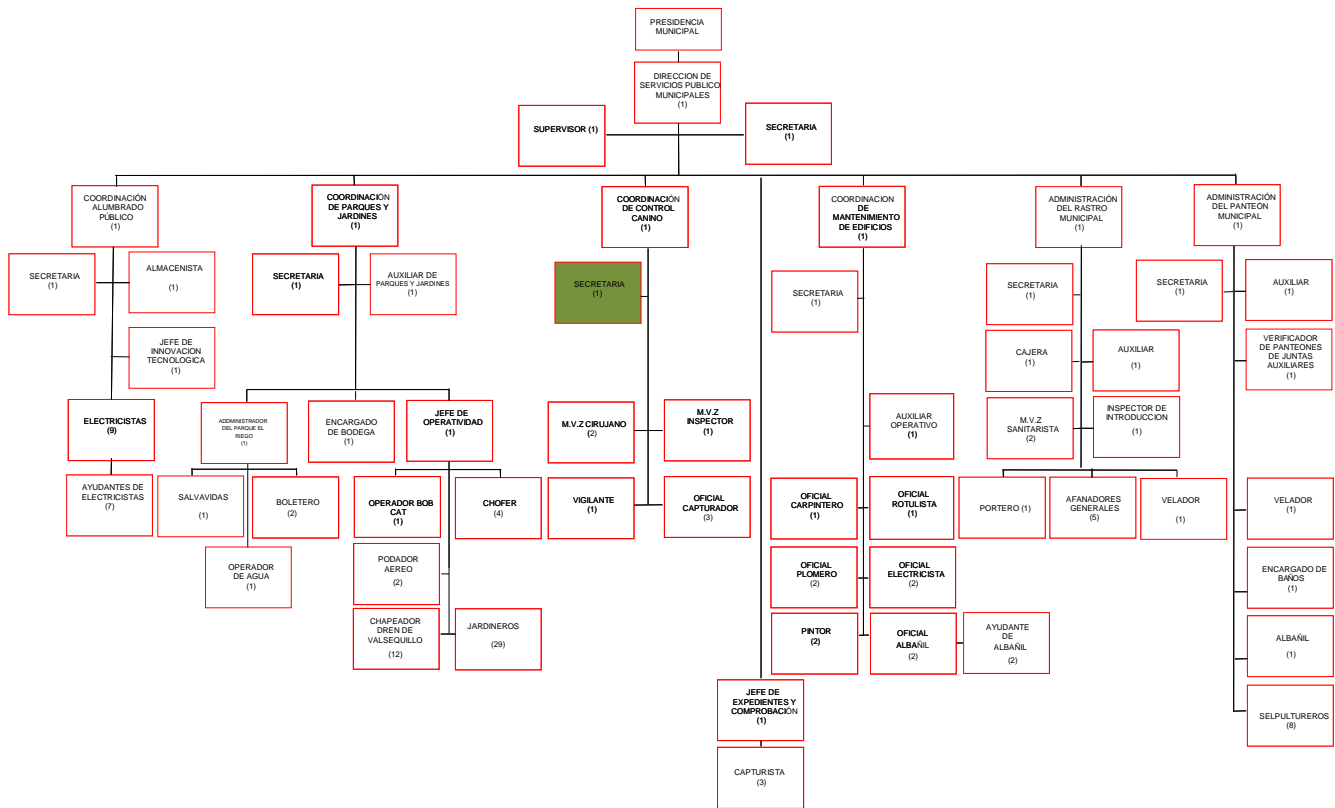 PRESIDENCIA
MUNICIPAL
DIRECCION DE
SERVICIOS PUBLICO
MUNICIPALES
(1)
SUPERVISOR (1)
SECRETARIA
(1)
COORDINACIÓN
ALUMBRADO
PÚBLICO
(1)
COORDINACIÓN
DE PARQUES Y
JARDINES
(1)
COORDINACIÓN
DE CONTROL
CANINO
(1)
COORDINACION
DE
MANTENIMIENTO
DE EDIFICIOS
(1)
ADMINISTRACIÓN
DEL RASTRO
MUNICIPAL
(1)
ADMINISTRACIÓN
DEL PANTEÓN
MUNICIPAL
(1)
SECRETARIA
(1)
ALMACENISTA
(1)
JEFE DE
INNOVACION
TECNOLOGICA
(1)
ELECTRICISTAS
(9)
AYUDANTES DE
ELECTRICISTAS
(7)
SECRETARIA
(1)
AUXILIAR DE
PARQUES Y JARDINES
(1)
ADDMINISTRADOR
DEL PARQUE EL
RIEGO
(1)
ENCARGADO
DE BODEGA
(1)
JEFE DE
OPERATIVIDAD
(1)
SALVAVIDAS
(1)
BOLETERO
(2)
OPERADOR
DE AGUA
(1)
OPERADOR BOB
CAT
(1)
CHOFER
(4)
PODADOR
AEREO
(2)
CHAPEADOR
DREN DE
VALSEQUILLO
(12)
JARDINEROS
(29)
SECRETARIA
(1)
M.V.Z CIRUJANO
(2)
M.V.Z
INSPECTOR
(1)
VIGILANTE
(1)
OFICIAL
CAPTURADOR
(3)
JEFE DE
EXPEDIENTES Y
COMPROBACIÓN
(1)
CAPTURISTA
(3)
SECRETARIA
(1)
AUXILIAR
OPERATIVO
(1)
OFICIAL
CARPINTERO
(1)
OFICIAL
ROTULISTA
(1)
OFICIAL
PLOMERO
(2)
OFICIAL
ELECTRICISTA
(2)
PINTOR
(2)
OFICIAL
ALBAÑIL
(2)
AYUDANTE
DE
ALBAÑIL
(2)
SECRETARIA
(1)
CAJERA
(1)
AUXILIAR
(1)
M.V.Z
SANITARISTA
(2)
INSPECTOR DE
INTRODUCCION
(1)
PORTERO (1)
AFANADORES
GENERALES
(5)
VELADOR
(1)
SECRETARIA
(1)
AUXILIAR
(1)
VERIFICADOR
DE PANTEONES
DE JUNTAS
AUXILIARES
(1)
VELADOR
(1)
ENCARGADO DE
BAÑOS
(1)
ALBAÑIL
(1)
SELPULTUREROS
(8)